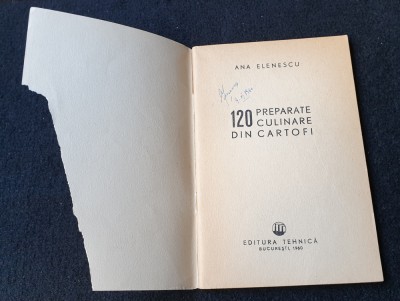 ANA ELENESCU
120 PREPARATE
CULINARE
DIN CARTOFI
EDITURA TEHNICĂ
BUCUREȘTI, 1960